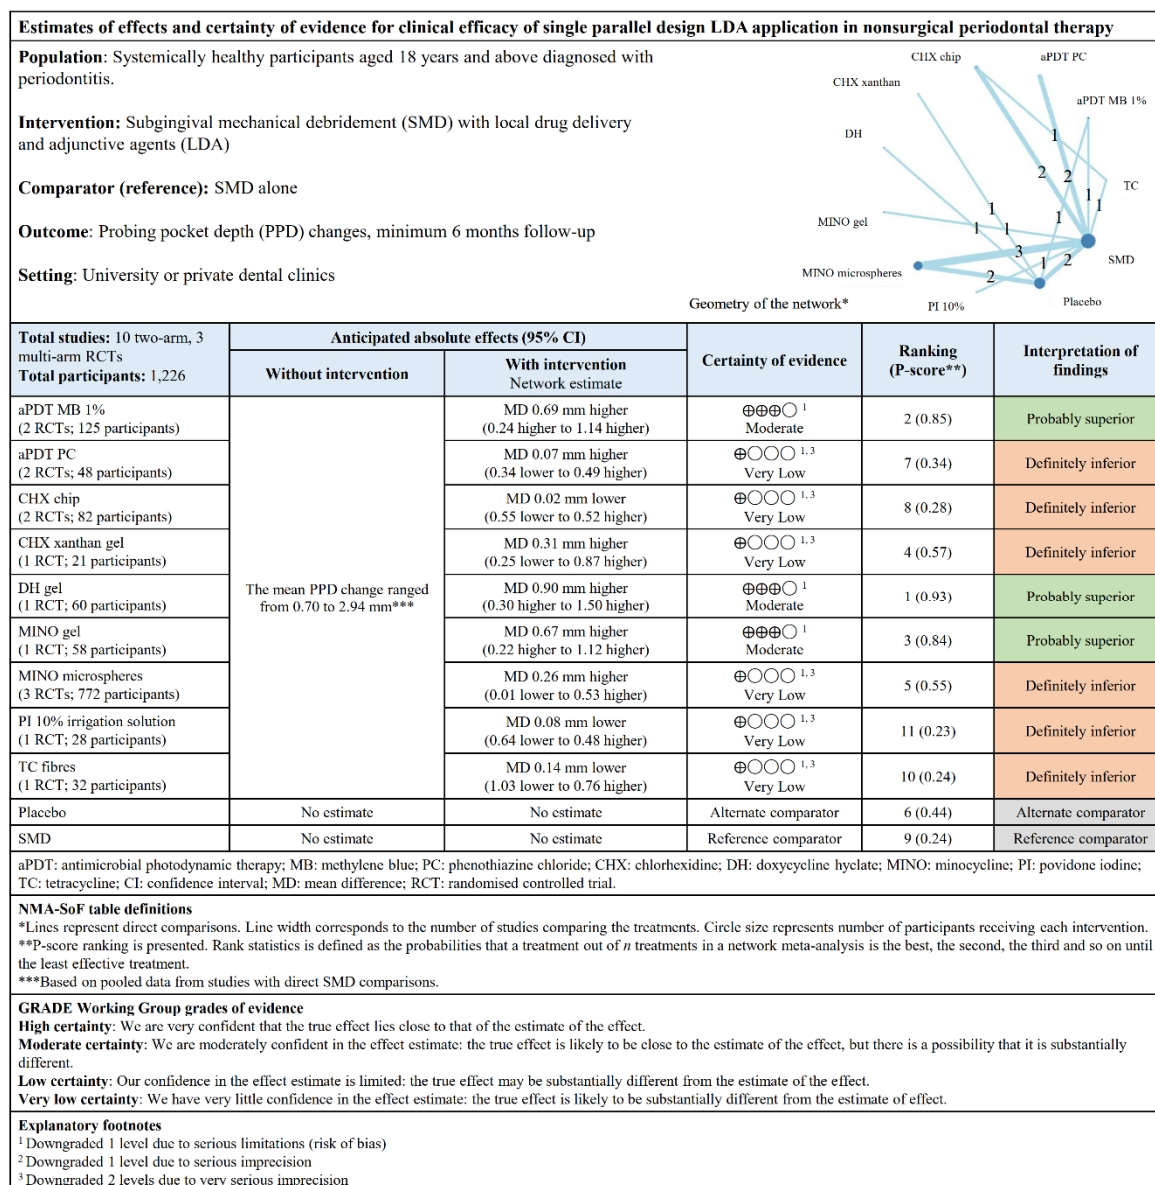 Estimates of effects and certainty of evidence for clinical efficacy of single parallel design LDA application in nonsurgical periodontal therapy
Population: Systemically healthy participants aged 18 years and above diagnosed with
periodontitis.
Intervention: Subgingival mechanical debridement (SMD) with local drug delivery
and adjunctive agents (LDA)
Comparator (reference): SMD alone
Outcome: Probing pocket depth (PPD) changes, minimum 6 months follow-up
Setting: University or private dental clinics
CHX chip
aPDT PC
CHX xanthan
aPDT MB 1%
DH
1
2
2
TC
1
1
MINO gel
1
1
1
1
3
SMD
MINO microspheres
1
2
2
Placebo
PI 10%
Geometry of the network*
Total studies: 10 two-arm, 3
multi-arm RCTs
Total participants: 1,226
Anticipated absolute effects (95% CI)
Without intervention
With intervention
Network estimate
Certainty of evidence
Ranking
(P-score**)
Interpretation of
findings
aPDT MB 1%
(2 RCTs; 125 participants)
The mean PPD change ranged
from 0.70 to 2.94 mm***
MD 0.69 mm higher
(0.24 higher to 1.14 higher)
⊕⊕⊕◯ 1
Moderate
2 (0.85)
Probably superior
aPDT PC
(2 RCTs; 48 participants)
MD 0.07 mm higher
(0.34 lower to 0.49 higher)
⊕◯◯◯ 1, 3
Very Low
7 (0.34)
Definitely inferior
CHX chip
(2 RCTs; 82 participants)
MD 0.02 mm lower
(0.55 lower to 0.52 higher)
⊕◯◯◯ 1, 3
Very Low
8 (0.28)
Definitely inferior
CHX xanthan gel
(1 RCT; 21 participants)
MD 0.31 mm higher
(0.25 lower to 0.87 higher)
⊕◯◯◯ 1, 3
Very Low
4 (0.57)
Definitely inferior
DH gel
(1 RCT; 60 participants)
MD 0.90 mm higher
(0.30 higher to 1.50 higher)
⊕⊕⊕◯ 1
Moderate
1 (0.93)
Probably superior
MINO gel
(1 RCT; 58 participants)
MD 0.67 mm higher
(0.22 higher to 1.12 higher)
⊕⊕⊕◯ 1
Moderate
3 (0.84)
Probably superior
MINO microspheres
(3 RCTs; 772 participants)
MD 0.26 mm higher
(0.01 lower to 0.53 higher)
⊕◯◯◯ 1, 3
Very Low
5 (0.55)
Definitely inferior
PI 10% irrigation solution
(1 RCT; 28 participants)
MD 0.08 mm lower
(0.64 lower to 0.48 higher)
⊕◯◯◯ 1, 3
Very Low
11 (0.23)
Definitely inferior
TC fibres
(1 RCT; 32 participants)
MD 0.14 mm lower
(1.03 lower to 0.76 higher)
⊕◯◯◯ 1, 3
Very Low
10 (0.24)
Definitely inferior
Placebo
No estimate
No estimate
Alternate comparator
6 (0.44)
Alternate comparator
SMD
No estimate
No estimate
Reference comparator
9 (0.24)
Reference comparator
aPDT: antimicrobial photodynamic therapy; MB: methylene blue; PC: phenothiazine chloride; CHX: chlorhexidine; DH: doxycycline hyclate; MINO: minocycline; PI: povidone iodine;
TC: tetracycline; CI: confidence interval; MD: mean difference; RCT: randomised controlled trial.
NMA-SoF table definitions
*Lines represent direct comparisons. Line width corresponds to the number of studies comparing the treatments. Circle size represents number of participants receiving each intervention.
**P-score ranking is presented. Rank statistics is defined as the probabilities that a treatment out of n treatments in a network meta-analysis is the best, the second, the third and so on until
the least effective treatment.
***Based on pooled data from studies with direct SMD comparisons.
GRADE Working Group grades of evidence
High certainty: We are very confident that the true effect lies close to that of the estimate of the effect.
Moderate certainty: We are moderately confident in the effect estimate: the true effect is likely to be close to the estimate of the effect, but there is a possibility that it is substantially
different.
Low certainty: Our confidence in the effect estimate is limited: the true effect may be substantially different from the estimate of the effect.
Very low certainty: We have very little confidence in the effect estimate: the true effect is likely to be substantially different from the estimate of effect.
Explanatory footnotes
1 Downgraded 1 level due to serious limitations (risk of bias)
2 Downgraded 1 level due to serious imprecision
3 Downgraded 2 levels due to very serious imprecision